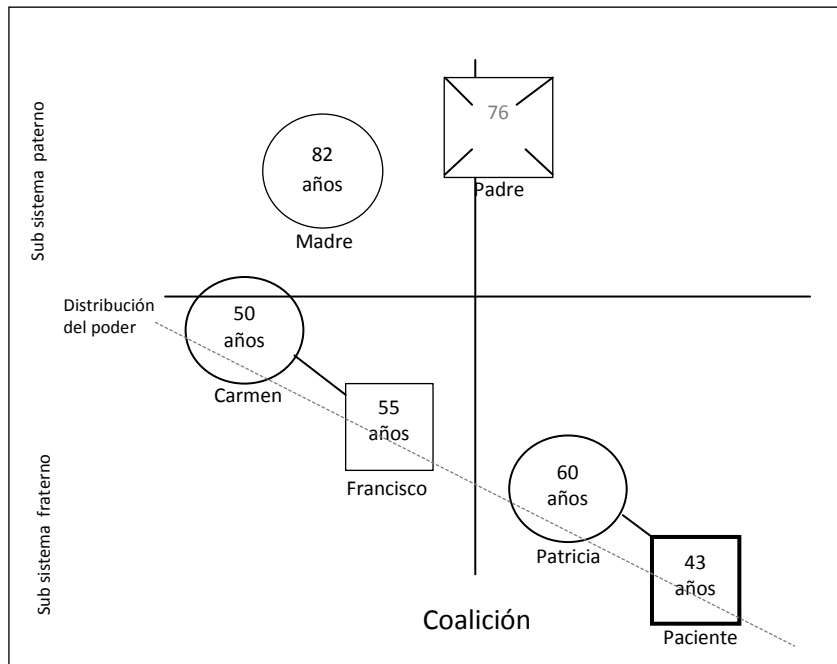 Sub sistema paterno
76
Padre
82
años
Madre
Distribución
del poder
50
años
Carmen
55
años
Francisco
Sub sistema fraterno
60
años
Patricia
43
años
Paciente
Coalición